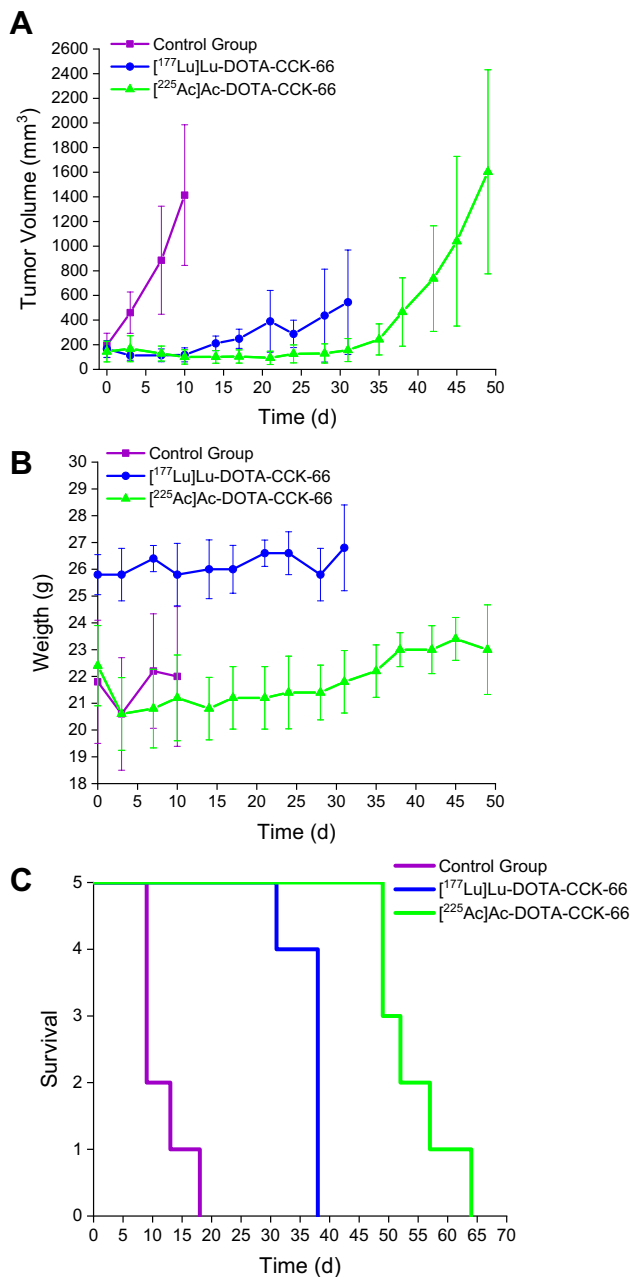 A
Control Group
[¹⁷⁷Lu]Lu-DOTA-CCK-66
[²²⁵Ac]Ac-DOTA-CCK-66
Tumor Volume (mm³)
2600
2400
2200
2000
1800
1600
1400
1200
1000
800
600
400
200
0
0 5 10 15 20 25 30 35 40 45 50
Time (d)
B
Control Group
[¹⁷⁷Lu]Lu-DOTA-CCK-66
[²²⁵Ac]Ac-DOTA-CCK-66
Weigth (g)
30
29
28
27
26
25
24
23
22
21
20
19
18
0 5 10 15 20 25 30 35 40 45 50
Time (d)
C
Control Group
[¹⁷⁷Lu]Lu-DOTA-CCK-66
[²²⁵Ac]Ac-DOTA-CCK-66
Survival
5
4
3
2
1
0 5 10 15 20 25 30 34 39 44 49 55 60 65 70
Time (d)